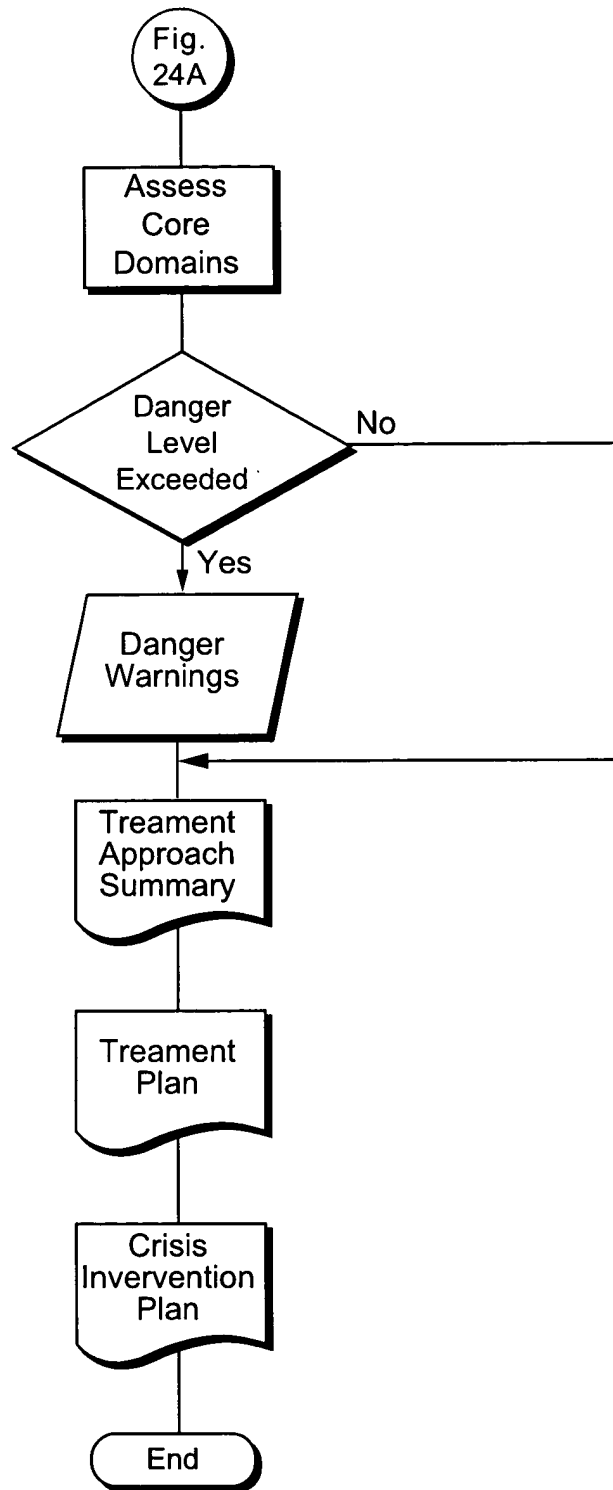 Fig.
24A
Assess
Core
Domains
Danger
Level
Exceeded
No
Yes
Danger
Warnings
Treament
Approach
Summary
Treament
Plan
Crisis
Invervention
Plan
End